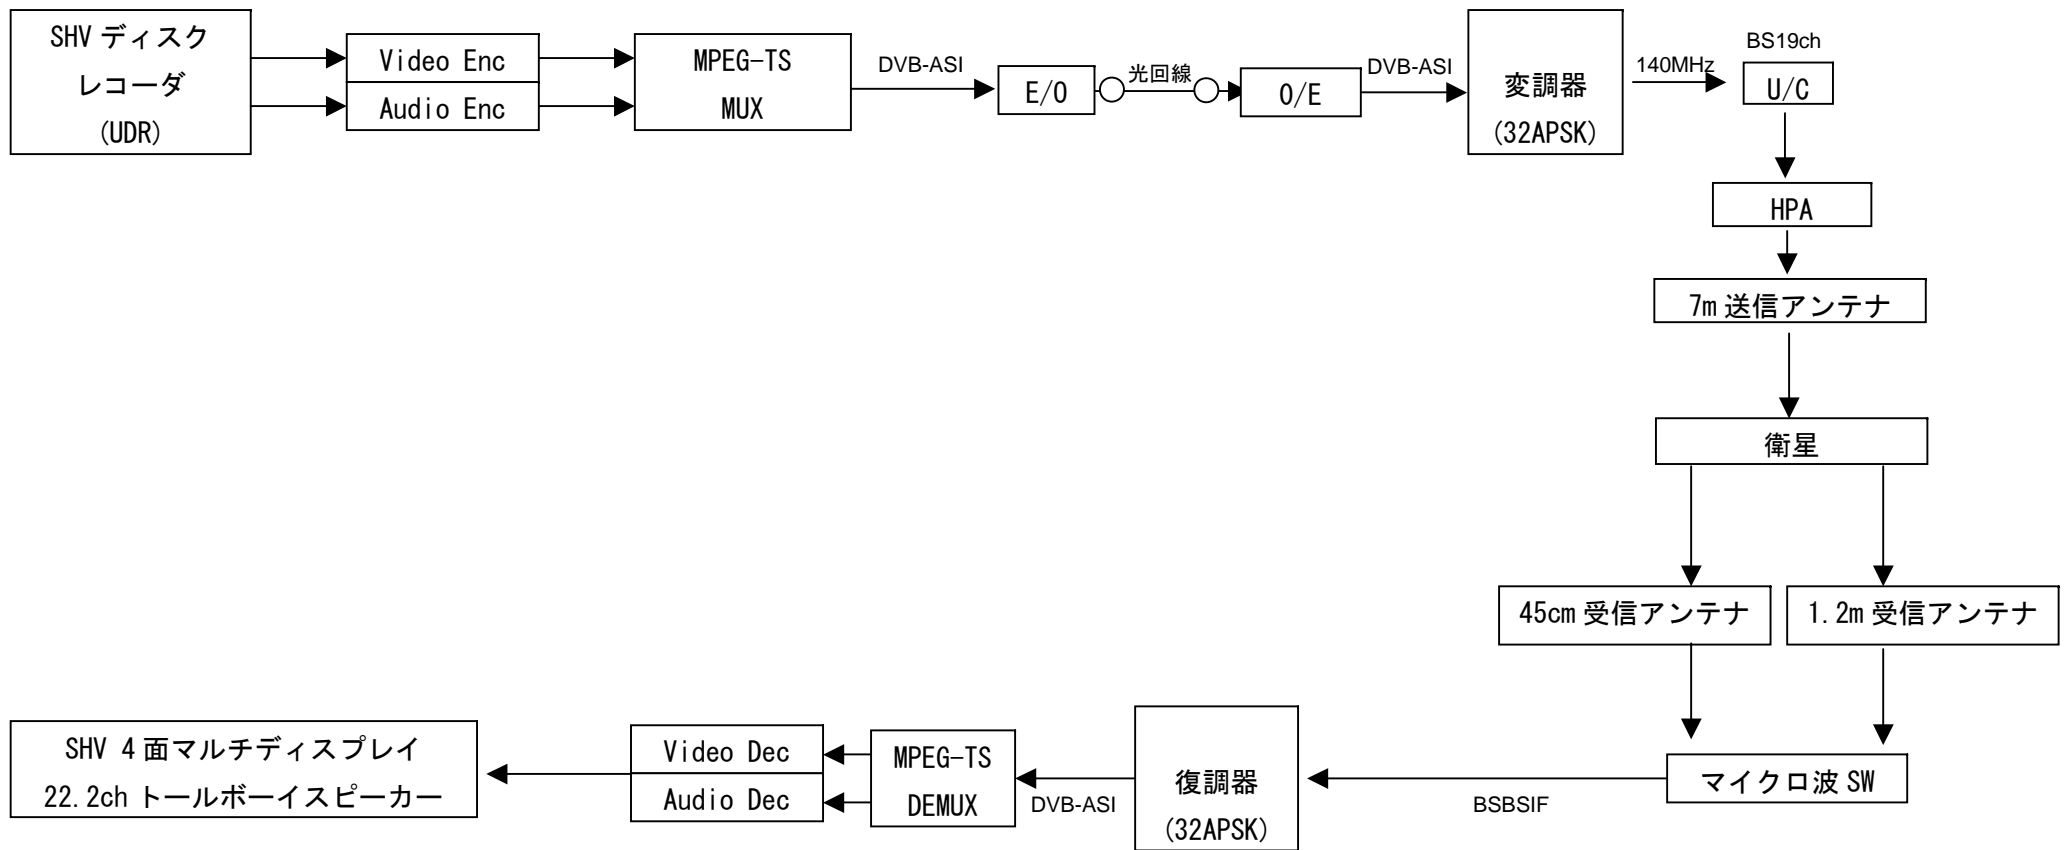 SHV ディスク
レコーダ
(UDR)
Video Enc
Audio Enc
MPEG-TS
MUX
DVB-ASI
E/O
光回線
O/E
DVB-ASI
変調器
(32APSK)
140MHz
BS19ch
U/C
HPA
7m 送信アンテナ
衛星
45cm 受信アンテナ
1.2m 受信アンテナ
マイクロ波 SW
BSBSIF
復調器
(32APSK)
DVB-ASI
MPEG-TS
DEMUX
Video Dec
Audio Dec
SHV 4 面マルチディスプレイ
22.2ch トールボーイスピーカー